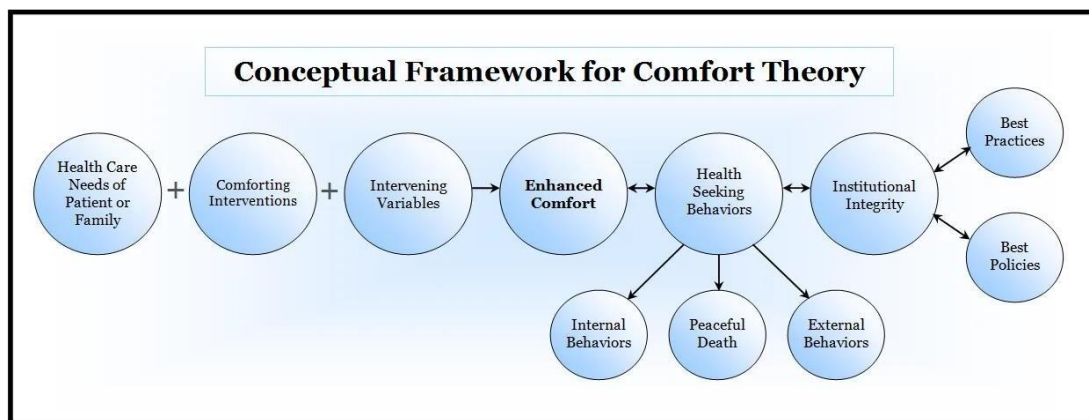 Conceptual Framework for Comfort Theory
Health Care
Needs of
Patient or
Family
+
Comforting
Interventions
+
Intervening
Variables
Enhanced
Comfort
Health
Seeking
Behaviors
Institutional
Integrity
Best
Practices
Best
Policies
Internal
Behaviors
Peaceful
Death
External
Behaviors